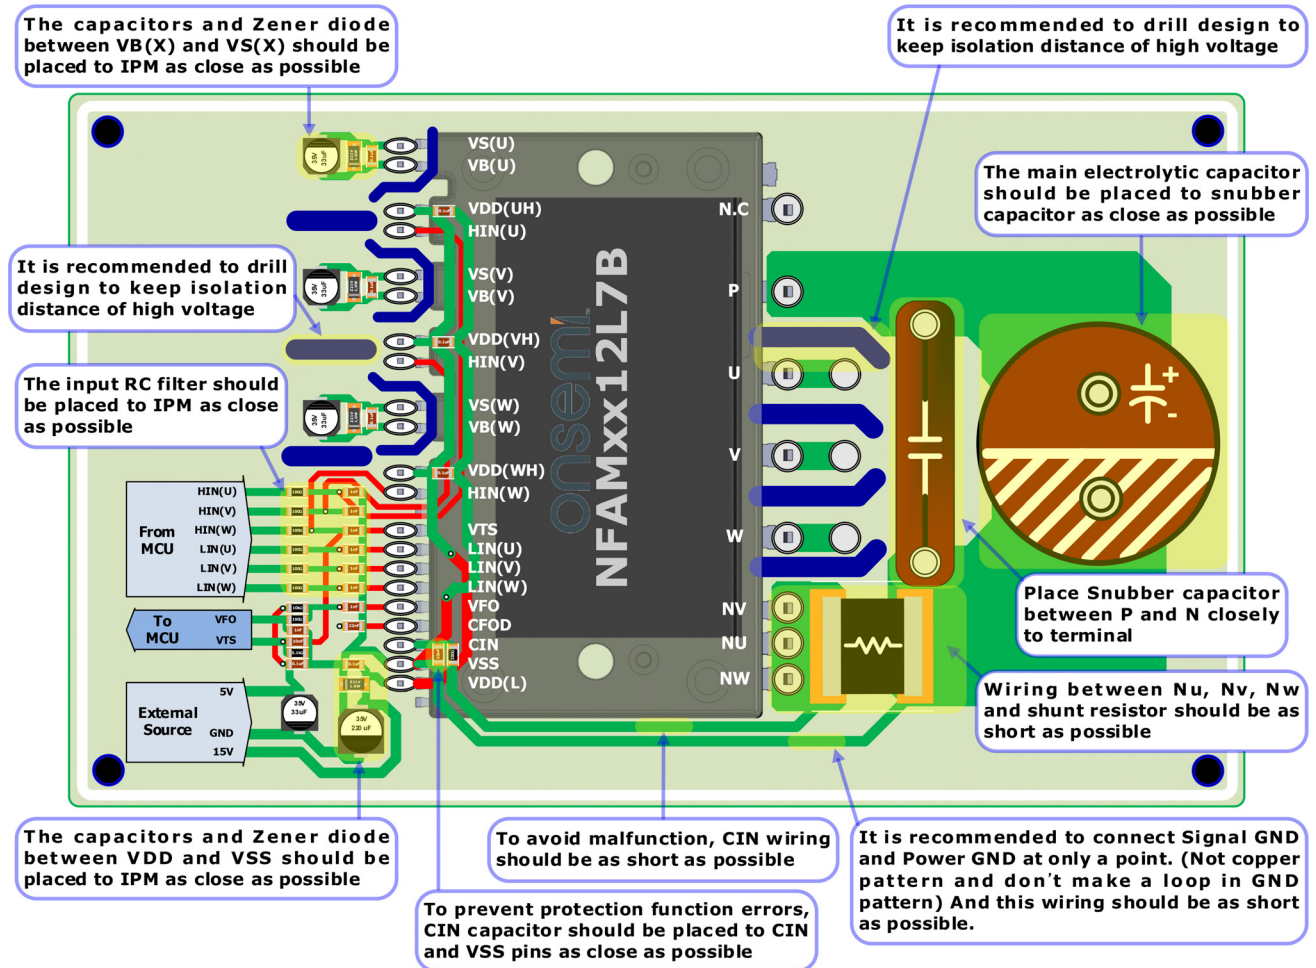 The capacitors and Zener diode
between VB(X) and VS(X) should be
placed to IPM as close as possible
It is recommended to drill design to
keep isolation distance of high voltage
The main electrolytic capacitor
should be placed to snubber
capacitor as close as possible
It is recommended to drill
design to keep isolation
distance of high voltage
The input RC filter should
be placed to IPM as close
as possible
35V
33uF
VS(U)
VB(U)
VDD(UH)
HIN(U)
35V
33uF
VS(V)
VB(V)
VDD(VH)
HIN(V)
35V
33uF
VS(W)
VB(W)
VDD(WH)
HIN(W)
VTS
LIN(U)
LIN(V)
LIN(W)
VFO
CFOD
CIN
VSS
VDD(L)
onsemi
NFAMxx12L7B
N.C
P
U
V
W
NV
NU
NW
+
-
From
MCU
HIN(U)
HIN(V)
HIN(W)
LIN(U)
LIN(V)
LIN(W)
To
MCU
VFO
VTS
External
Source
5V
GND
15V
35V
33uF
35V
220 uF
Place Snubber capacitor
between P and N closely
to terminal
Wiring between Nu, Nv, Nw
and shunt resistor should be as
short as possible
The capacitors and Zener diode
between VDD and VSS should be
placed to IPM as close as possible
To avoid malfunction, CIN wiring
should be as short as possible
It is recommended to connect Signal GND
and Power GND at only a point. (Not copper
pattern and don't make a loop in GND
pattern) And this wiring should be as short
as possible.
To prevent protection function errors,
CIN capacitor should be placed to CIN
and VSS pins as close as possible